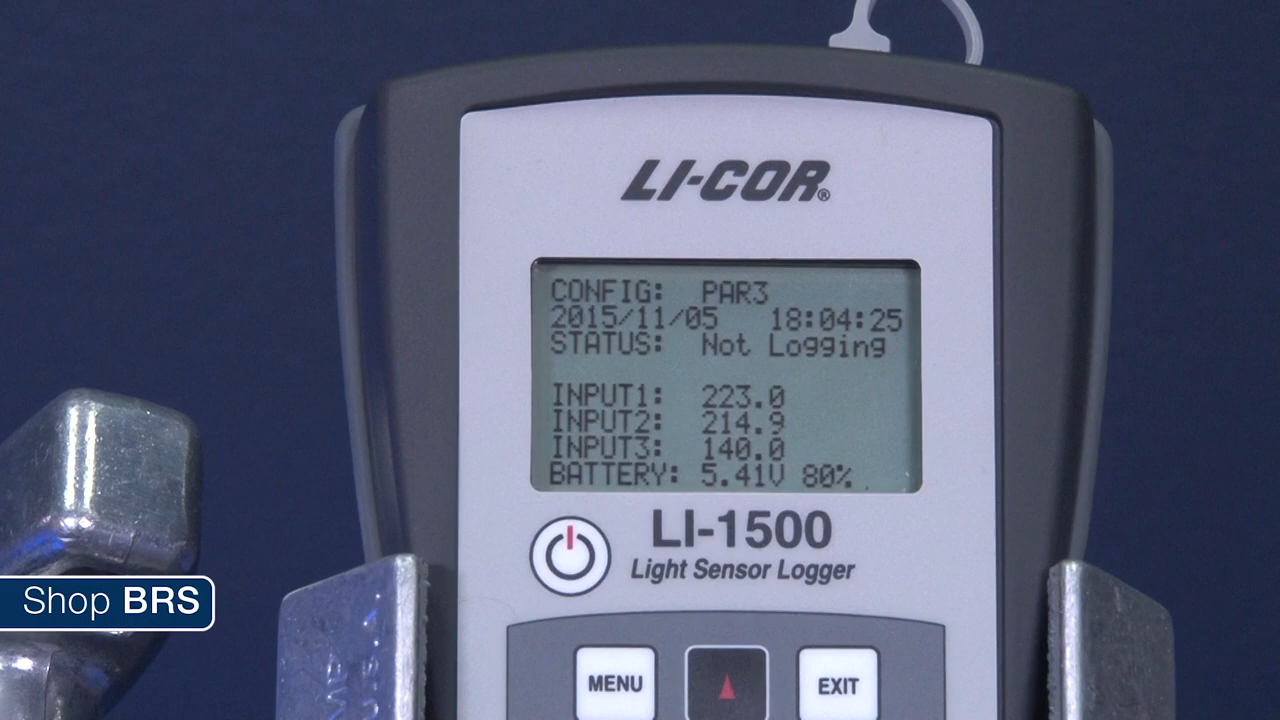 LI-COR®
CONFIG: PAR3
2015/11/05 18:04:25
STATUS: Not Logging
INPUT1: 223.0
INPUT2: 214.9
INPUT3: 140.0
BATTERY: 5.41V 80%
LI-1500
Light Sensor Logger
Shop BRS
MENU
EXIT